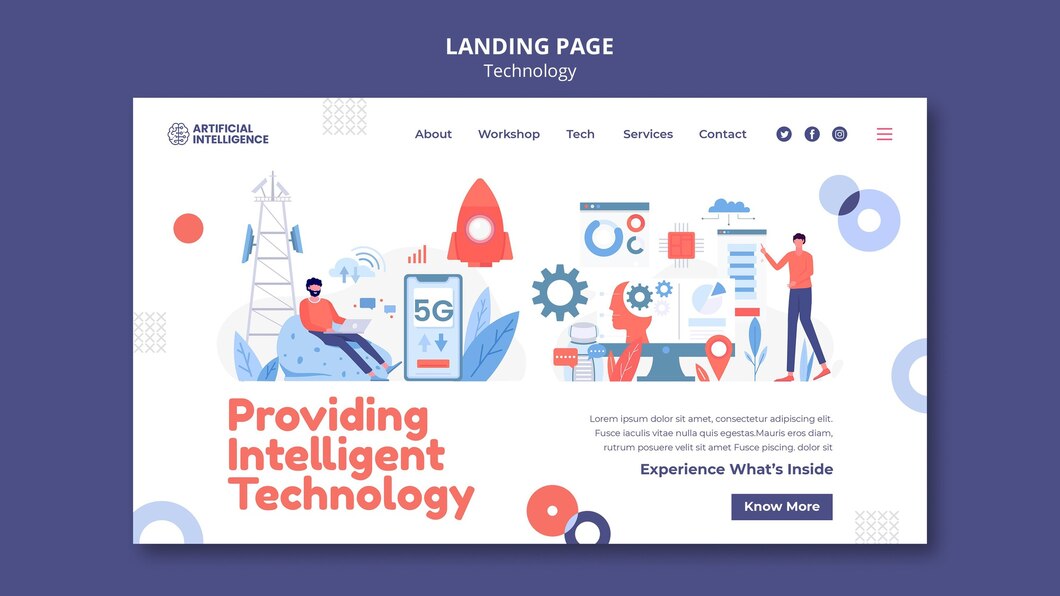 LANDING PAGE
Technology
ARTIFICIAL
INTELLIGENCE
About Workshop Tech Services Contact
5G
Providing
Intelligent
Technology
Lorem ipsum dolor sit amet, consectetur adipiscing elit.
Fusce iaculis vitae nulla quis egestas.Mauris eros diam,
rutrum posuere velit sit amet Fusce piscing. dolor sit
Experience What's Inside
Know More